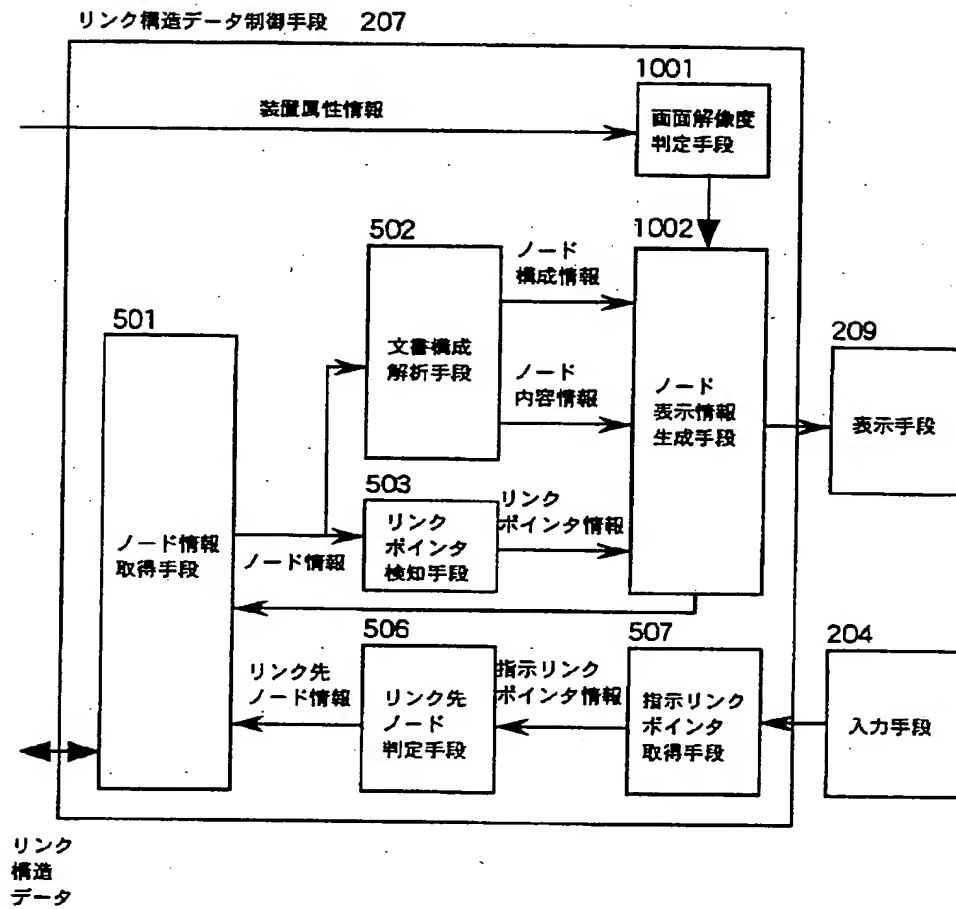 リンク構造データ制御手段 207
1001
装置属性情報
画面解像度
判定手段
502
1002
ノード
構成情報
501
209
文書構成
解析手段
ノード
内容情報
ノード
表示情報
生成手段
表示手段
503
リンク
ポインタ情報
ノード情報
取得手段
ノード情報
リンク
ポインタ
検知手段
506
507
204
リンク先
ノード情報
指示リンク
ポインタ情報
リンク先
ノード
判定手段
指示リンク
ポインタ
取得手段
入力手段
リンク
構造
データ